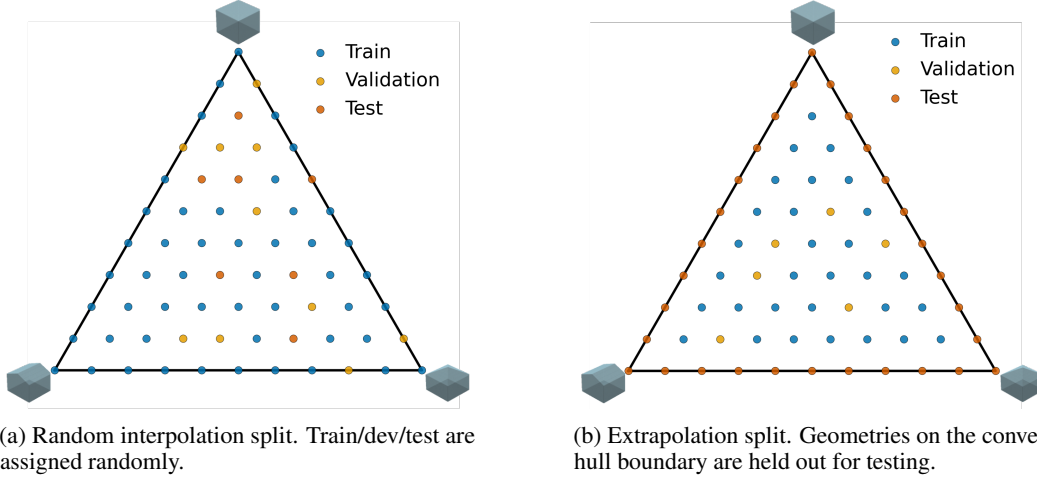 Train
Validation
Test
Train
Validation
Test
(a) Random interpolation split. Train/dev/test are
assigned randomly.
(b) Extrapolation split. Geometries on the conve
hull boundary are held out for testing.